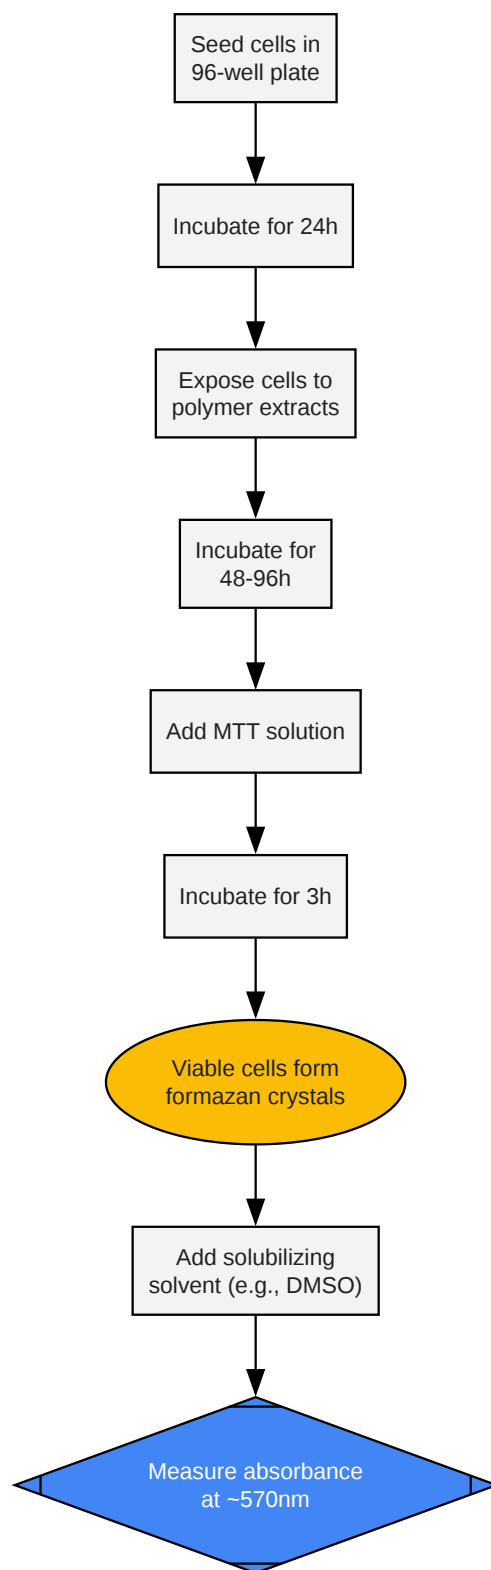 Seed cells in
96-well plate
Incubate for 24h
Expose cells to
polymer extracts
Incubate for
48-96h
Add MTT solution
Incubate for 3h
Viable cells form
formazan crystals
Add solubilizing
solvent (e.g., DMSO)
Measure absorbance
at ~570nm